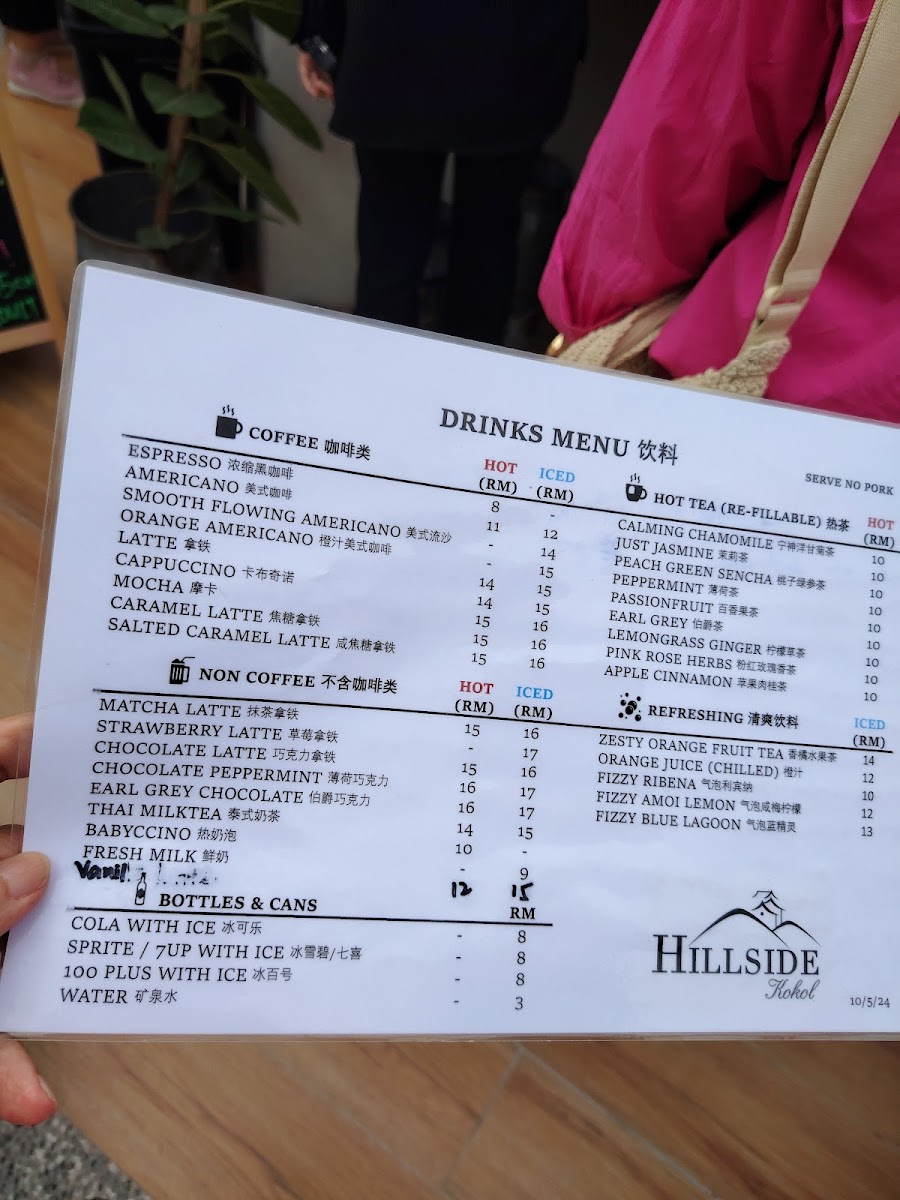 DRINKS MENU 饮料
SERVE NO PORK
COFFEE 咖啡类 HOT (RM) ICED (RM)
ESPRESSO 浓缩黑咖啡 8 -
AMERICANO 美式咖啡 11 12
SMOOTH FLOWING AMERICANO 美式流沙 - 14
ORANGE AMERICANO 橙汁美式咖啡 - 15
LATTE 拿铁 14 15
CAPPUCCINO 卡布奇诺 14 15
MOCHA 摩卡 15 16
CARAMEL LATTE 焦糖拿铁 15 16
SALTED CARAMEL LATTE 咸焦糖拿铁 15 16
NON COFFEE 不含咖啡类 HOT (RM) ICED (RM)
MATCHA LATTE 抹茶拿铁 15 16
STRAWBERRY LATTE 草莓拿铁 - 17
CHOCOLATE LATTE 巧克力拿铁 15 16
CHOCOLATE PEPPERMINT 薄荷巧克力 16 17
EARL GREY CHOCOLATE 伯爵巧克力 16 17
THAI MILKTEA 泰式奶茶 14 15
BABYCCINO 热奶泡 10 -
FRESH MILK 鲜奶 - 9
12 15
BOTTLES & CANS RM
COLA WITH ICE 冰可乐 - 8
SPRITE / 7UP WITH ICE 冰雪碧/七喜 - 8
100 PLUS WITH ICE 冰百号 - 8
WATER 矿泉水 - 3
HOT TEA (RE-FILLABLE) 热茶 HOT (RM)
CALMING CHAMOMILE 宁神洋甘菊茶 10
JUST JASMINE 茉莉茶 10
PEACH GREEN SENCHA 桃子绿参茶 10
PEPPERMINT 薄荷茶 10
PASSIONFRUIT 百香果茶 10
EARL GREY 伯爵茶 10
LEMONGRASS GINGER 柠檬草茶 10
PINK ROSE HERBS 粉红玫瑰香茶 10
APPLE CINNAMON 苹果肉桂茶 10
REFRESHING 清爽饮料 ICED (RM)
ZESTY ORANGE FRUIT TEA 香橘水果茶 14
ORANGE JUICE (CHILLED) 橙汁 12
FIZZY RIBENA 气泡利宾纳 10
FIZZY AMOI LEMON 气泡咸梅柠檬 12
FIZZY BLUE LAGOON 气泡蓝精灵 13
HILLSIDE
Kokol
10/5/24